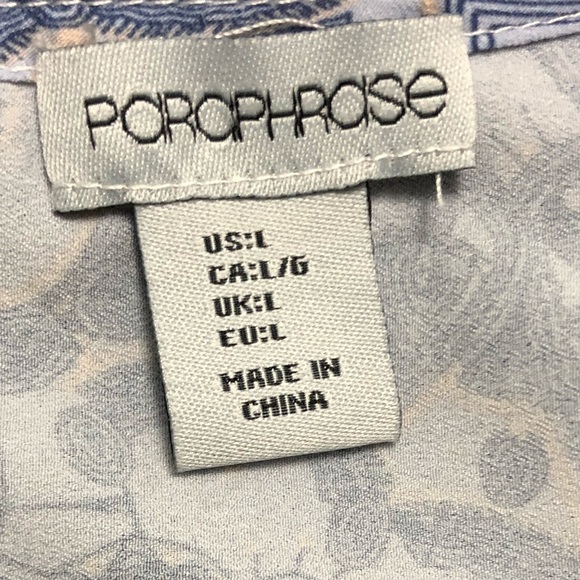 PARAPHRASE
US:L
CA:L/G
UK:L
EU:L
MADE IN
CHINA